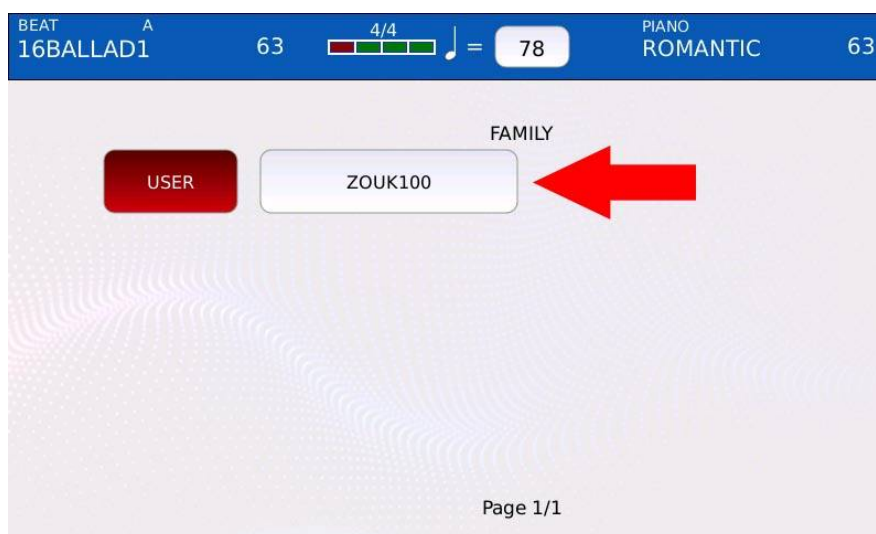 BEAT A
16BALLAD1 63
4/4
= 78
PIANO
ROMANTIC 63
FAMILY
USER ZOUK100
Page 1/1